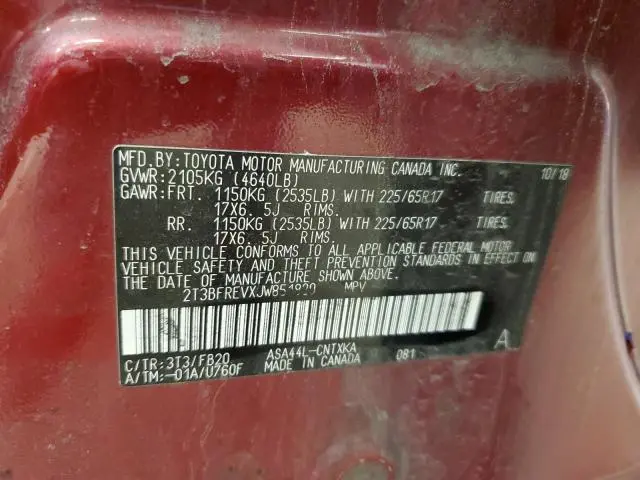 MFD.BY:TOYOTA MOTOR MANUFACTURING CANADA INC. 10/18
GVWR:2105KG (4640LB)
GAWR:FRT. 1150KG (2535LB) WITH 225/65R17 TIRES.
17X6. 5J RIMS.
RR. 1150KG (2535LB) WITH 225/65R17 TIRES.
17X6. 5J RIMS.
THIS VEHICLE CONFORMS TO ALL APPLICABLE FEDERAL MOTOR
VEHICLE SAFETY AND THEFT PREVENTION STANDARDS IN EFFECT ON
THE DATE OF MANUFACTURE SHOWN ABOVE.
MPV
A
C/TR:3T3/FB20 ASA44L-CNTXKA 081
A/TM:-01A/U760F MADE IN CANADA